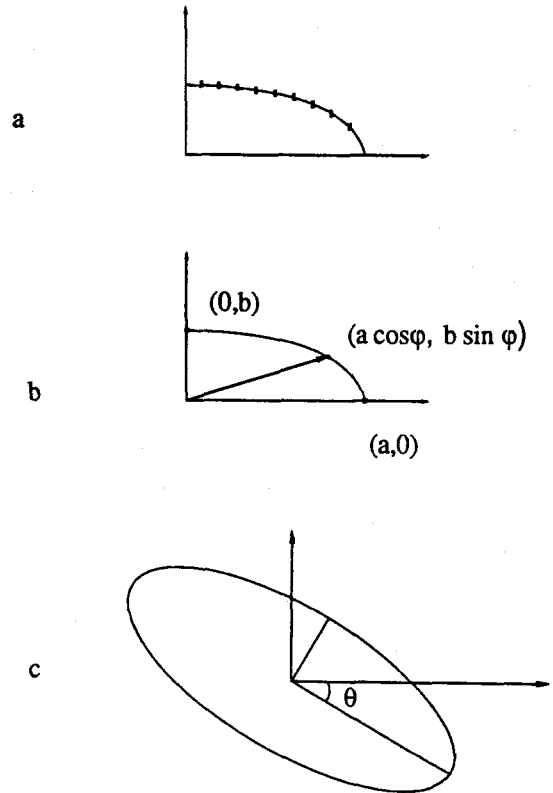 a
(0,b)
(a cosφ, b sin φ)
b
(a,0)
c
θ